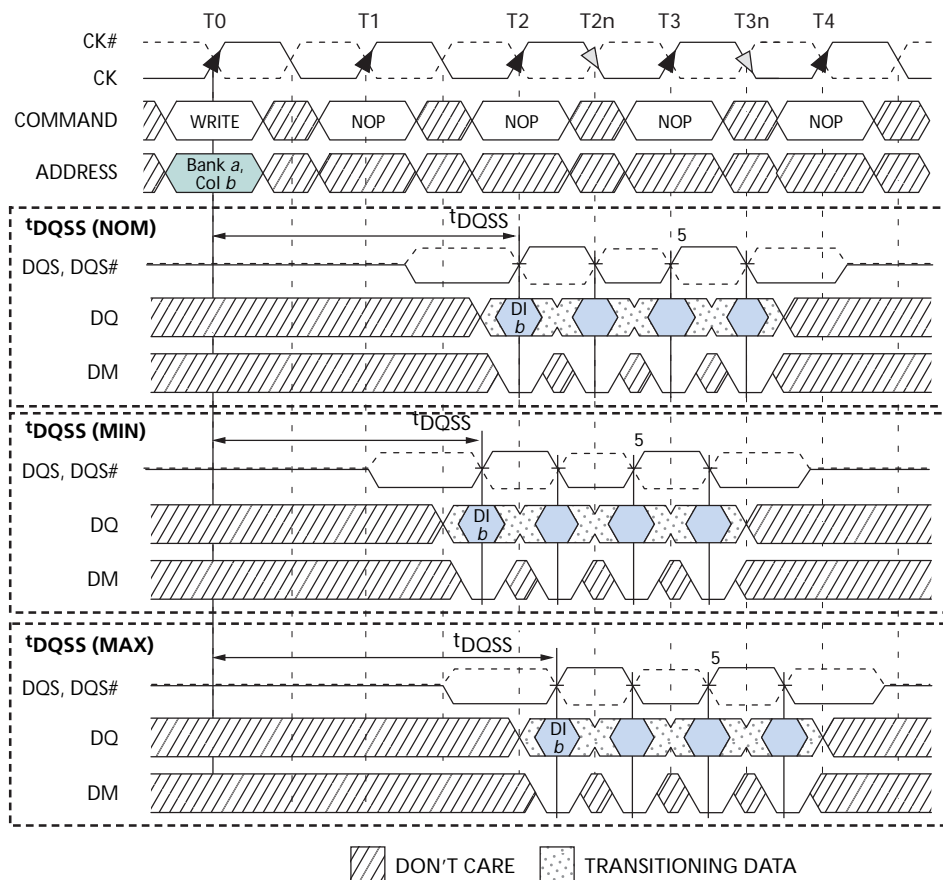 T0 T1 T2 T2n T3 T3n T4
CK#
CK
COMMAND WRITE NOP NOP NOP NOP
ADDRESS Bank a,
Col b
tDQSS (NOM) tDQSS
5
DQS, DQS#
DQ DI
b
DM
tDQSS (MIN) tDQSS
5
DQS, DQS#
DQ DI
b
DM
tDQSS (MAX) tDQSS
5
DQS, DQS#
DQ DI
b
DM
DON'T CARE TRANSITIONING DATA